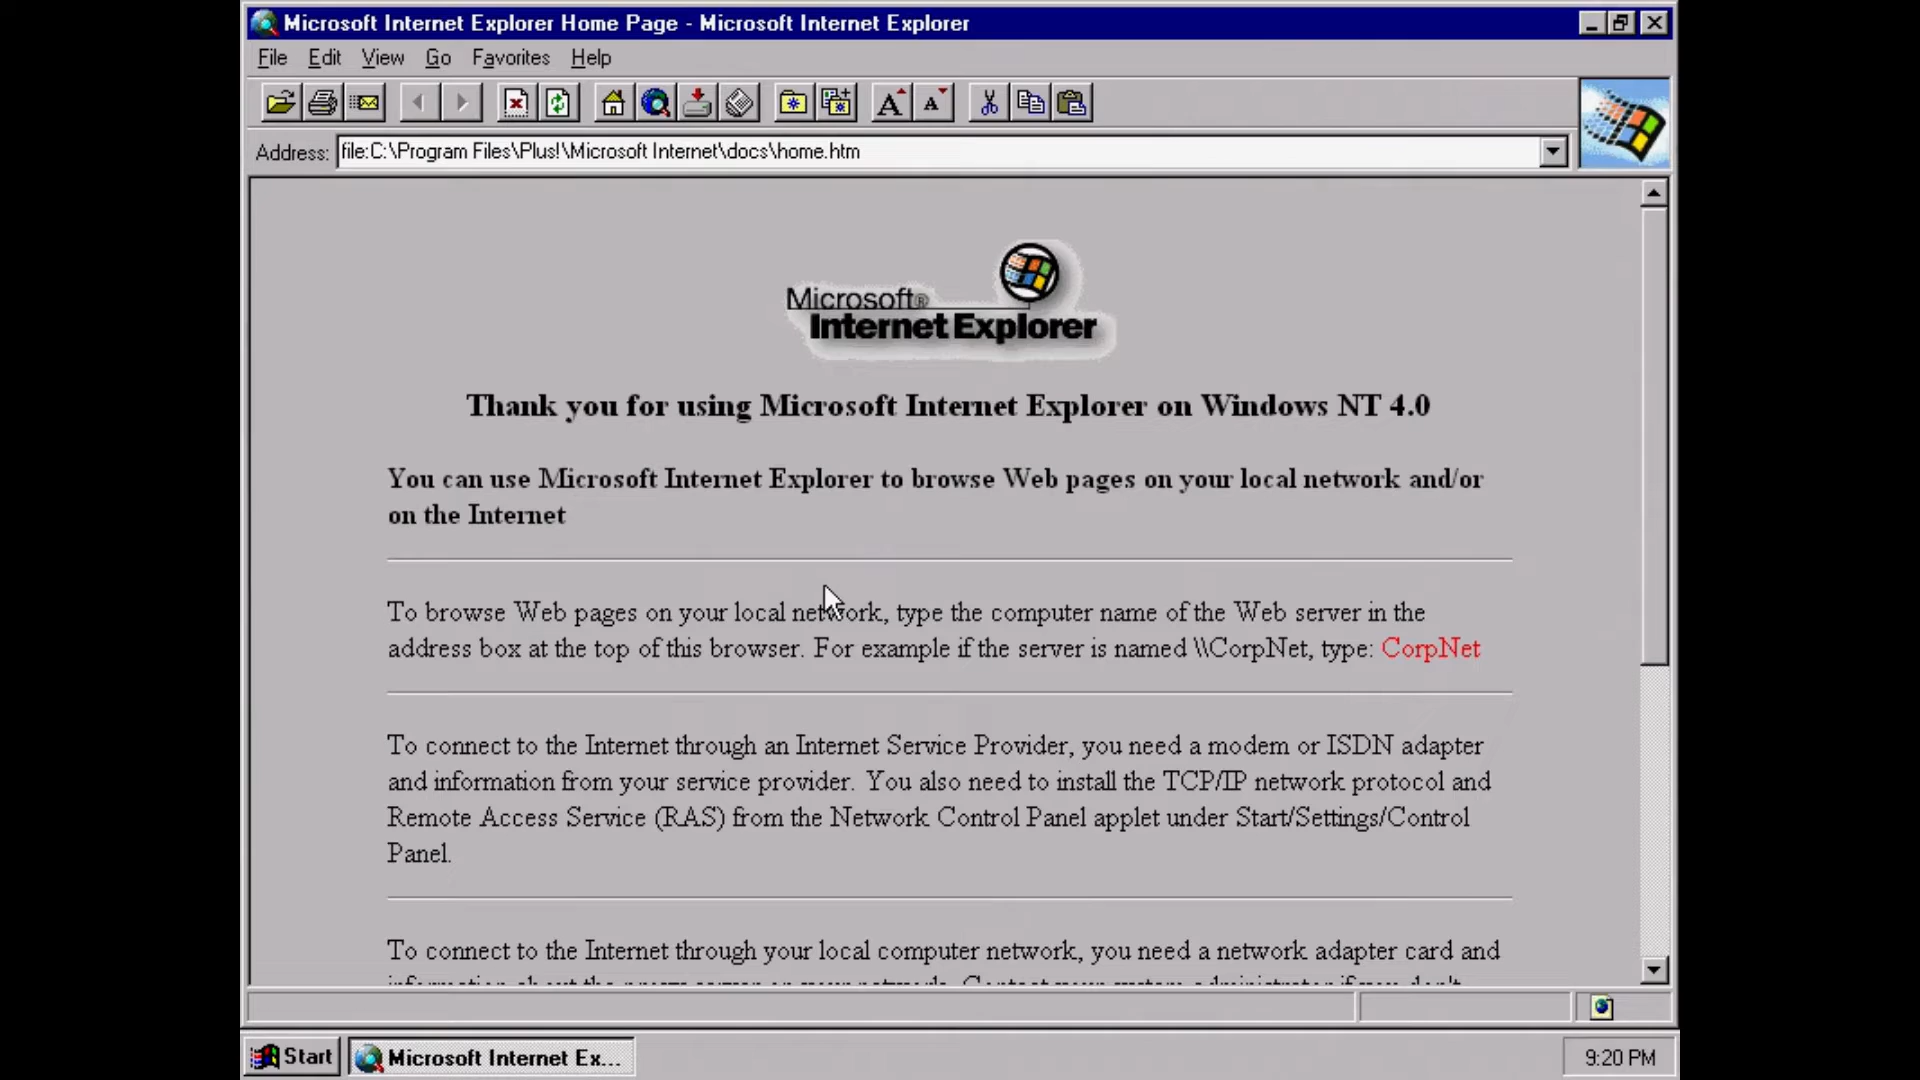 Microsoft Internet Explorer Home Page - Microsoft Internet Explorer
File Edit View Go Favorites Help
A A
Address: file:C:\Program Files\Plus!\Microsoft Internet\docs\home.htm
Microsoft®
Internet Explorer
Thank you for using Microsoft Internet Explorer on Windows NT 4.0
You can use Microsoft Internet Explorer to browse Web pages on your local network and/or
on the Internet
To browse Web pages on your local network, type the computer name of the Web server in the
address box at the top of this browser. For example if the server is named \\CorpNet, type: CorpNet
To connect to the Internet through an Internet Service Provider, you need a modem or ISDN adapter
and information from your service provider. You also need to install the TCP/IP network protocol and
Remote Access Service (RAS) from the Network Control Panel applet under Start/Settings/Control
Panel.
To connect to the Internet through your local computer network, you need a network adapter card and
Start Microsoft Internet Ex... 9:20 PM